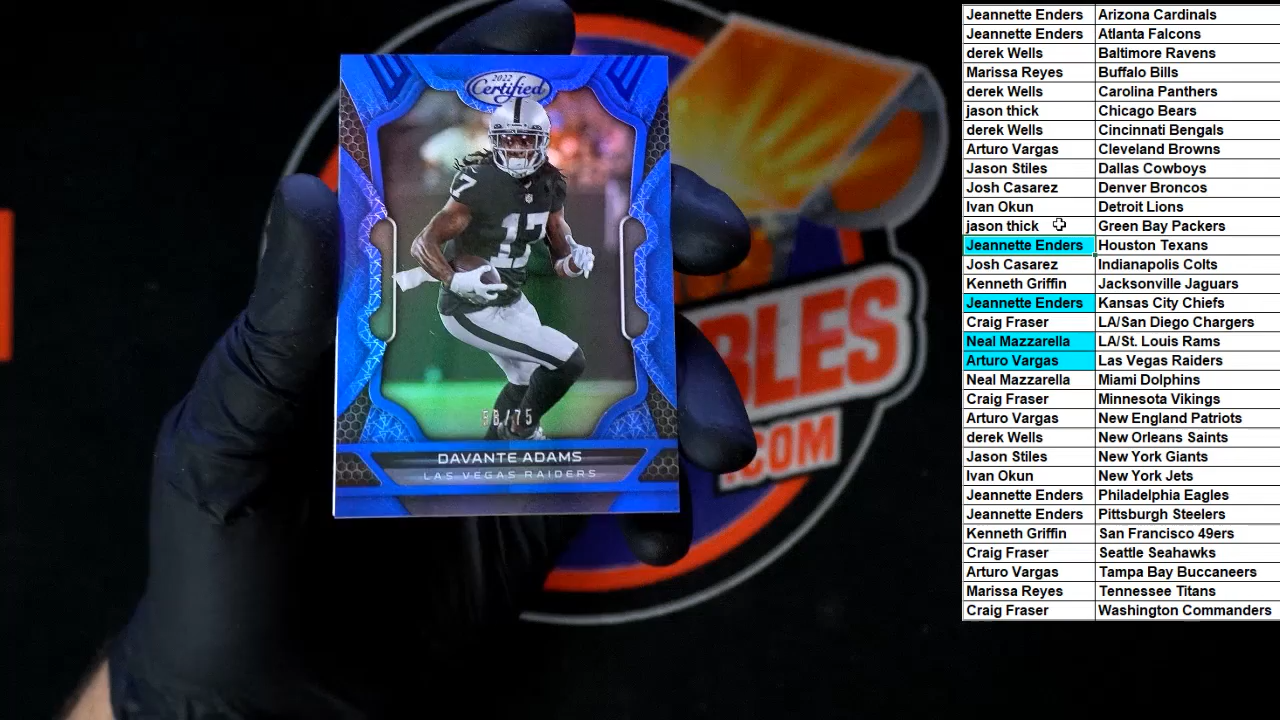 2022
Certified
17
17
58/75
DAVANTE ADAMS
LAS VEGAS RAIDERS
BLES
.COM
Jeannette Enders Arizona Cardinals
Jeannette Enders Atlanta Falcons
derek Wells Baltimore Ravens
Marissa Reyes Buffalo Bills
derek Wells Carolina Panthers
jason thick Chicago Bears
derek Wells Cincinnati Bengals
Arturo Vargas Cleveland Browns
Jason Stiles Dallas Cowboys
Josh Casarez Denver Broncos
Ivan Okun Detroit Lions
jason thick Green Bay Packers
Jeannette Enders Houston Texans
Josh Casarez Indianapolis Colts
Kenneth Griffin Jacksonville Jaguars
Jeannette Enders Kansas City Chiefs
Craig Fraser LA/San Diego Chargers
Neal Mazzarella LA/St. Louis Rams
Arturo Vargas Las Vegas Raiders
Neal Mazzarella Miami Dolphins
Craig Fraser Minnesota Vikings
Arturo Vargas New England Patriots
derek Wells New Orleans Saints
Jason Stiles New York Giants
Ivan Okun New York Jets
Jeannette Enders Philadelphia Eagles
Jeannette Enders Pittsburgh Steelers
Kenneth Griffin San Francisco 49ers
Craig Fraser Seattle Seahawks
Arturo Vargas Tampa Bay Buccaneers
Marissa Reyes Tennessee Titans
Craig Fraser Washington Commanders